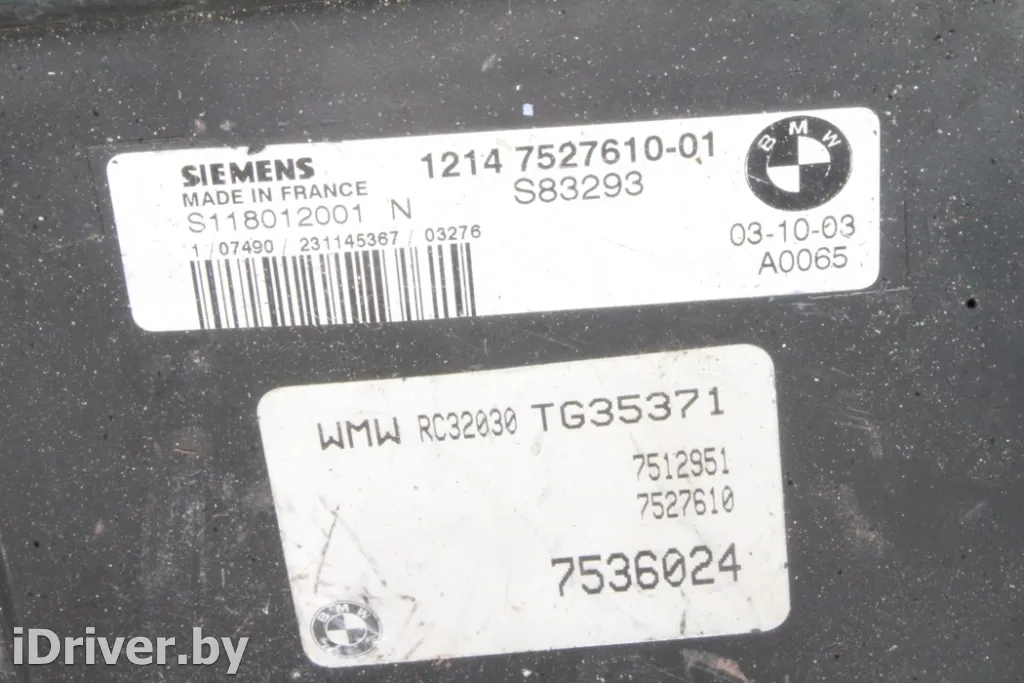 SIEMENS
MADE IN FRANCE
S118012001 N
1 / 07490 / 231145367 / 03276
1214 7527610-01
S83293
BMW
03-10-03
A0065
WMW RC32030 TG35371
7512951
7527610
7536024
BMW
iDriver.by